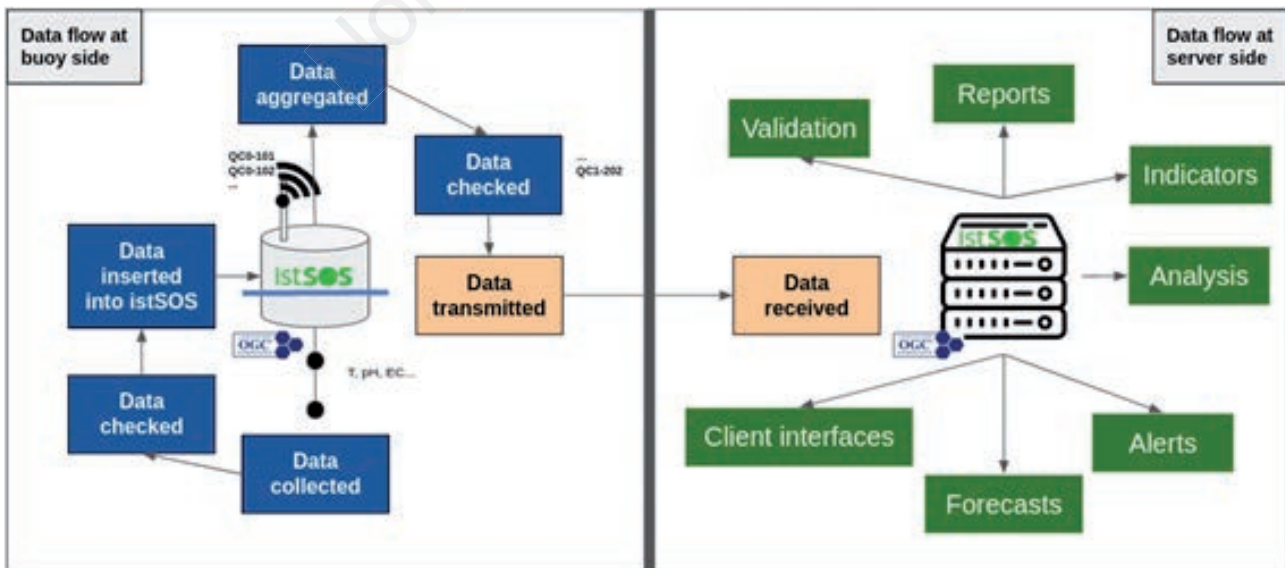 Data flow at
buoy side
Data
aggregated
QC0-101
QC0-102
...
Data
checked
...
QC1-202
Data
inserted
into istSOS
istSOS
Data
transmitted
OGC
T, pH, EC...
Data
checked
Data
collected
Data flow at
server side
Reports
Validation
Indicators
istSOS
Analysis
Data
received
OGC
Client interfaces
Alerts
Forecasts